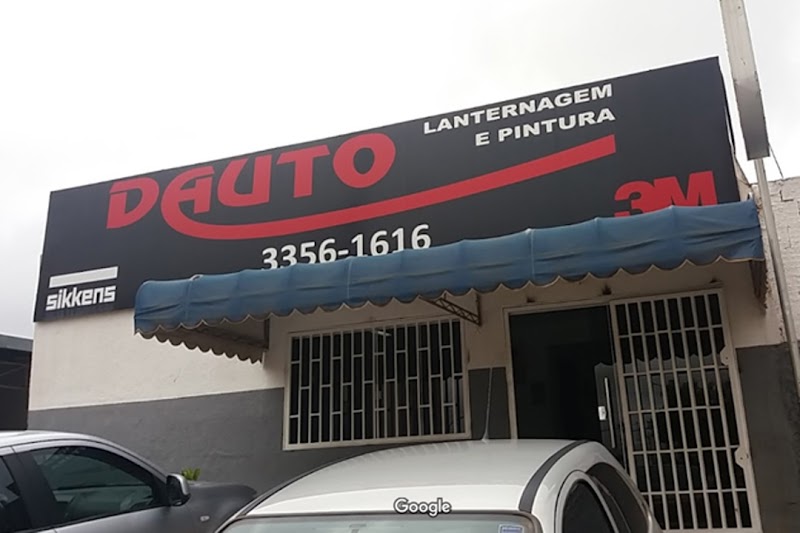 DAUTO
LANTERNAGEM
E PINTURA
3M
3356-1616
sikkens
Google